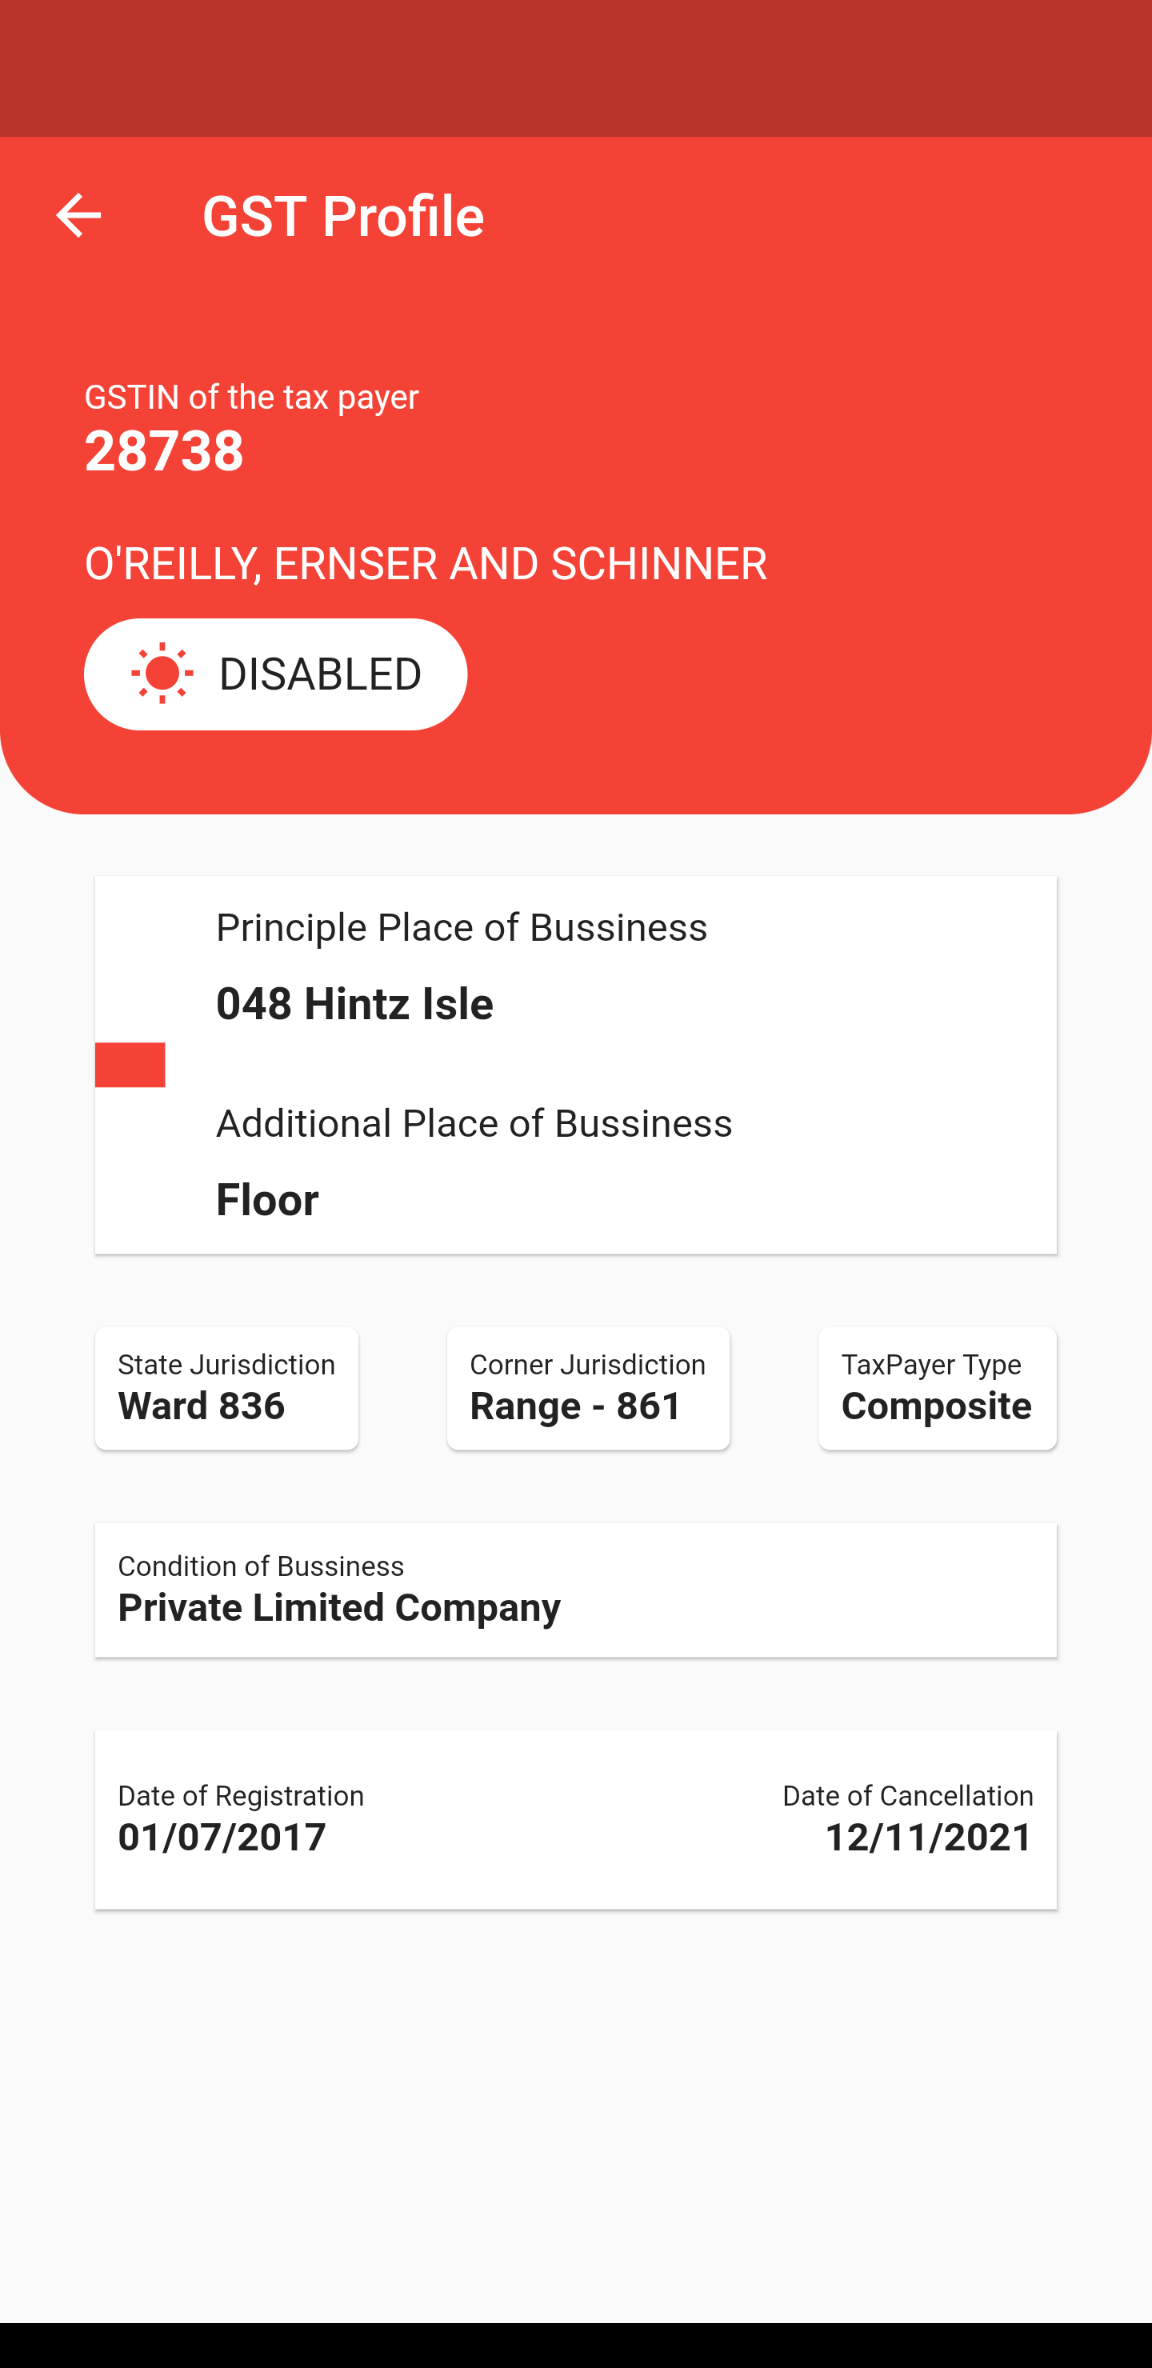 GST Profile
GSTIN of the tax payer
28738
O'REILLY, ERNSER AND SCHINNER
DISABLED
Principle Place of Bussiness
048 Hintz Isle
Additional Place of Bussiness
Floor
State Jurisdiction
Ward 836
Corner Jurisdiction
Range - 861
TaxPayer Type
Composite
Condition of Bussiness
Private Limited Company
Date of Registration
01/07/2017
Date of Cancellation
12/11/2021